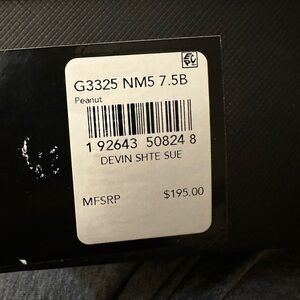 G3325 NM5 7.5B
Peanut
1 92643 50824 8
DEVIN SHTE SUE
MFSRP $195.00